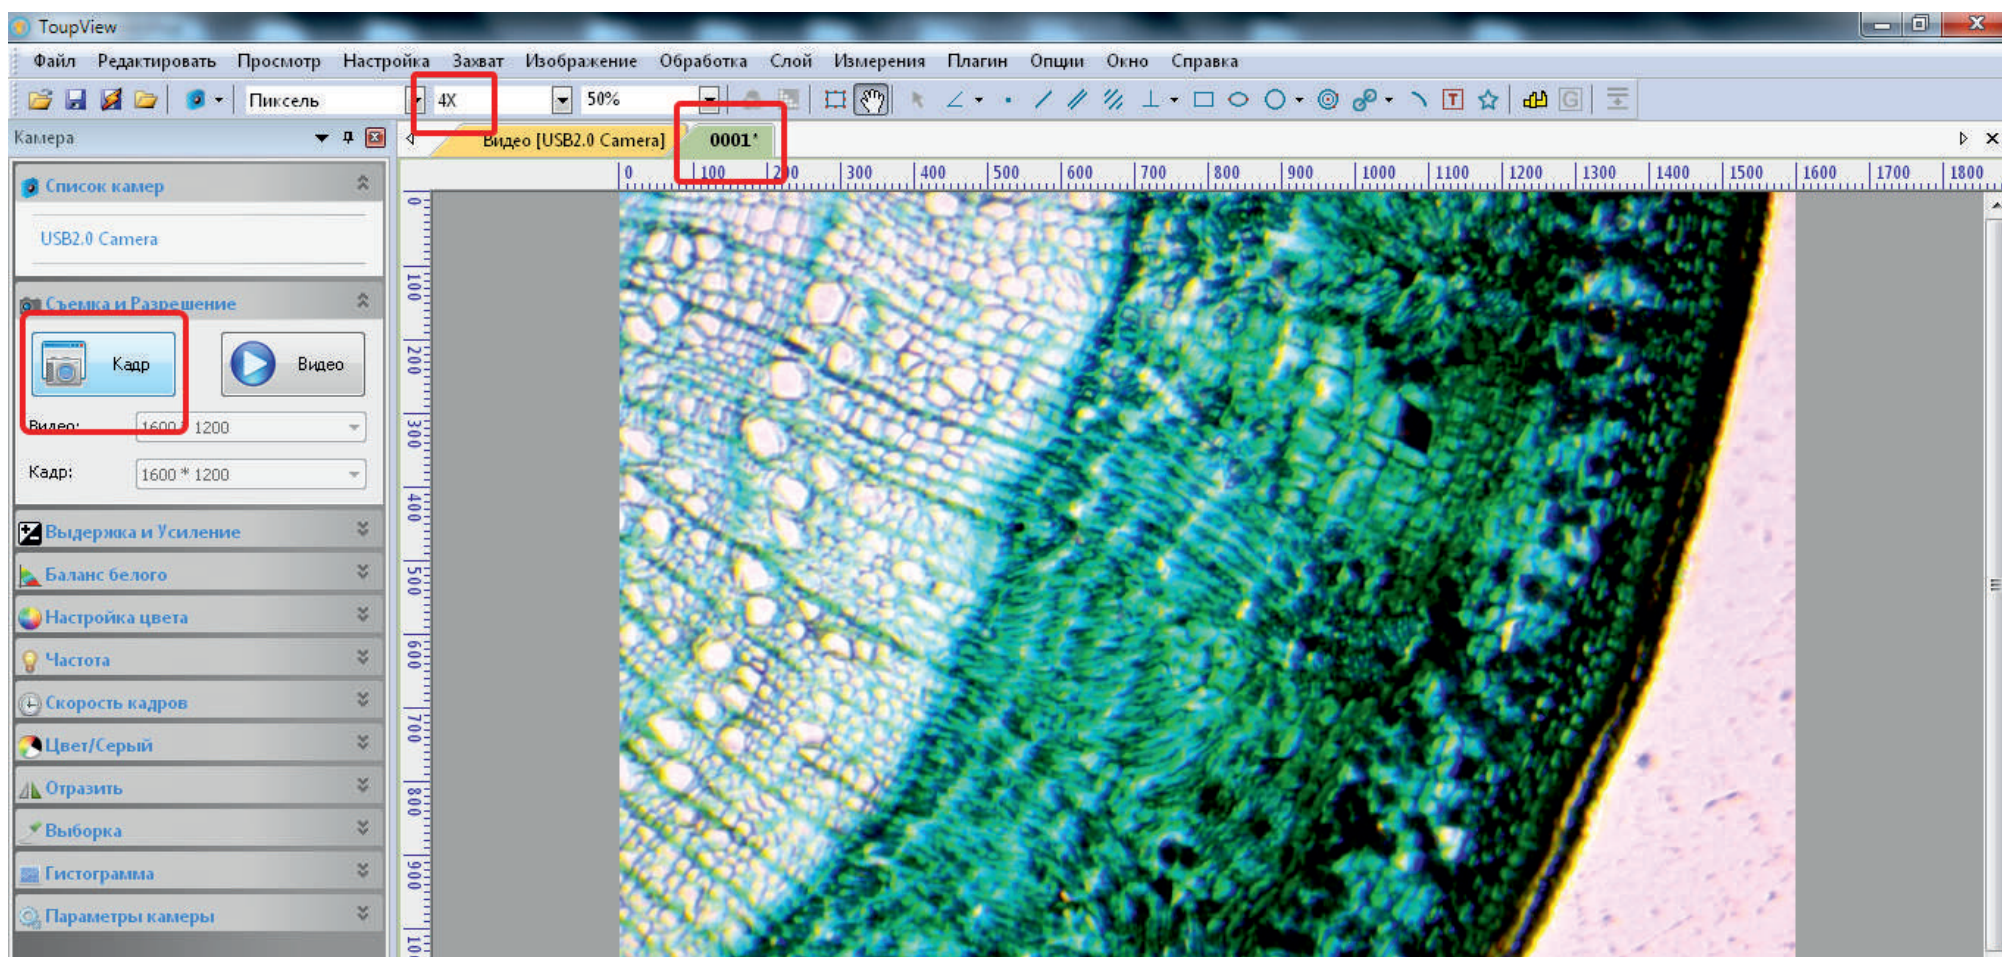 ToupView
Файл Редактировать Просмотр Настройка Захват Изображение Обработка Слой Измерения Плагин Опции Окно Справка
Пиксель 4X 50%
Камера
Видео [USB2.0 Camera] 0001*
0 100 200 300 400 500 600 700 800 900 1000 1100 1200 1300 1400 1500 1600 1700 1800
Список камер
USB2.0 Camera
Съемка и Разрешение
Кадр Видео
Видео: 1600 * 1200
Кадр: 1600 * 1200
Выдержка и Усиление
Баланс белого
Настройка цвета
Частота
Скорость кадров
Цвет/Серый
Отразить
Выборка
Гистограмма
Параметры камеры
0
100
200
300
400
500
600
700
800
900